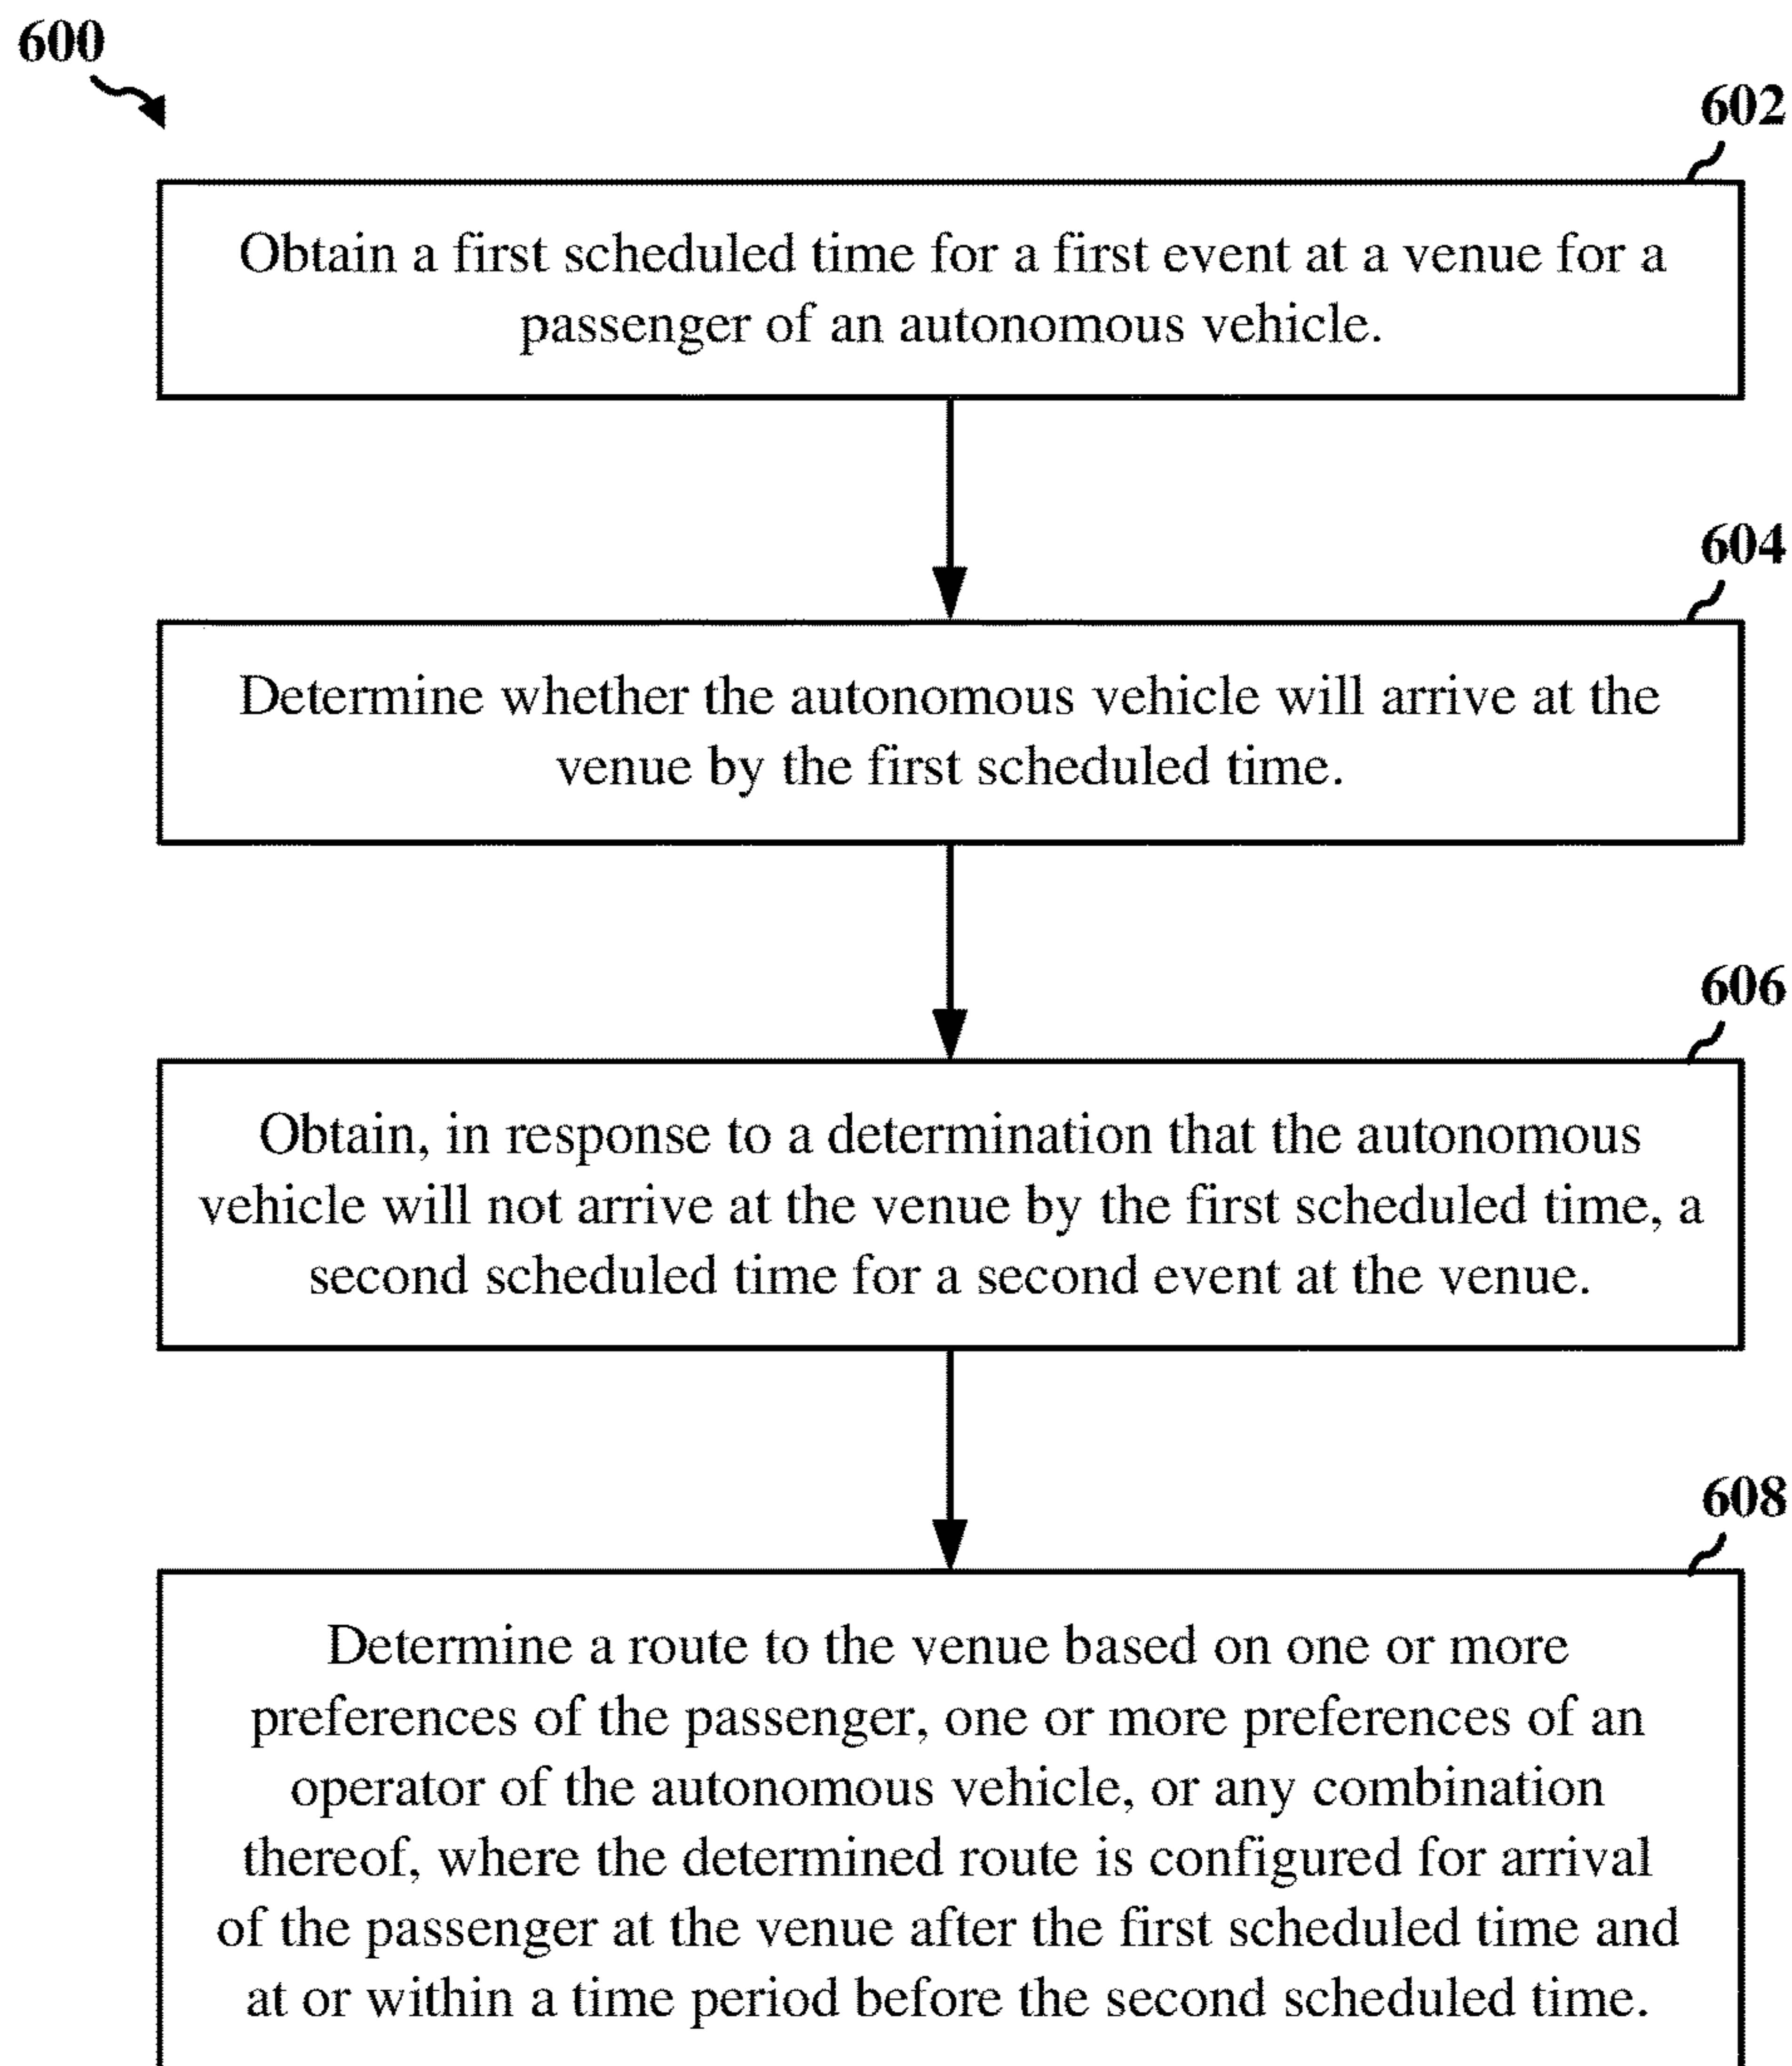 600
602
Obtain a first scheduled time for a first event at a venue for a
passenger of an autonomous vehicle.
604
Determine whether the autonomous vehicle will arrive at the
venue by the first scheduled time.
606
Obtain, in response to a determination that the autonomous
vehicle will not arrive at the venue by the first scheduled time, a
second scheduled time for a second event at the venue.
608
Determine a route to the venue based on one or more
preferences of the passenger, one or more preferences of an
operator of the autonomous vehicle, or any combination
thereof, where the determined route is configured for arrival
of the passenger at the venue after the first scheduled time and
at or within a time period before the second scheduled time.